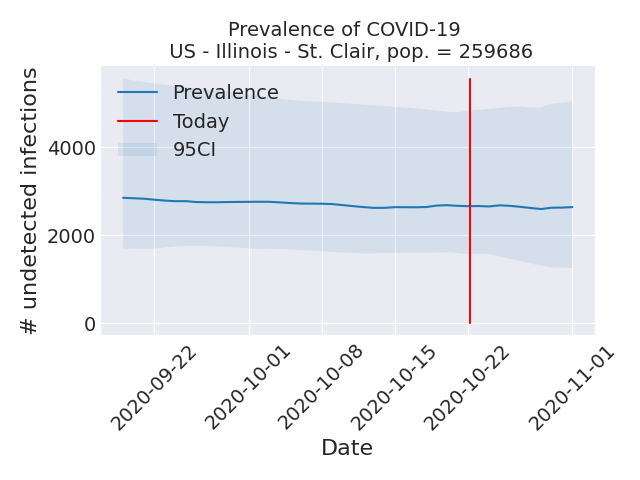 Prevalence of COVID-19
US - Illinois - St. Clair, pop. = 259686
# undetected infections
4000
2000
0
Prevalence
Today
95CI
2020-09-22
2020-10-01
2020-10-08
2020-10-15
2020-10-22
2020-11-01
Date